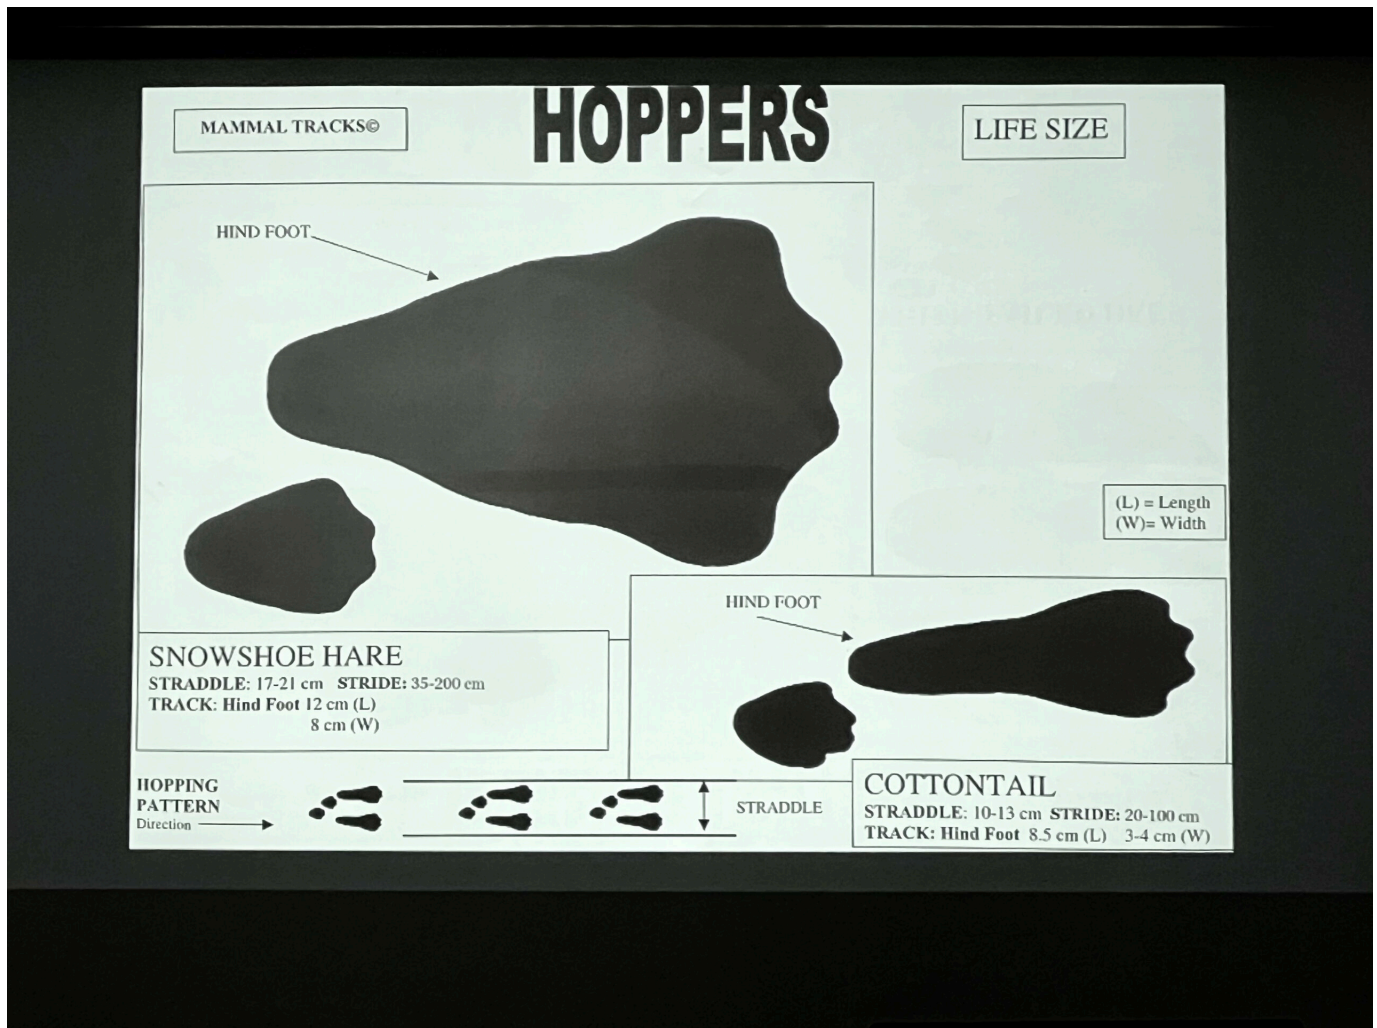 MAMMAL TRACKS©
HOPPERS
LIFE SIZE
HIND FOOT
(L) = Length
(W)= Width
HIND FOOT
SNOWSHOE HARE
STRADDLE: 17-21 cm STRIDE: 35-200 cm
TRACK: Hind Foot 12 cm (L)
8 cm (W)
HOPPING
PATTERN
Direction
STRADDLE
COTTONTAIL
STRADDLE: 10-13 cm STRIDE: 20-100 cm
TRACK: Hind Foot 8.5 cm (L) 3-4 cm (W)